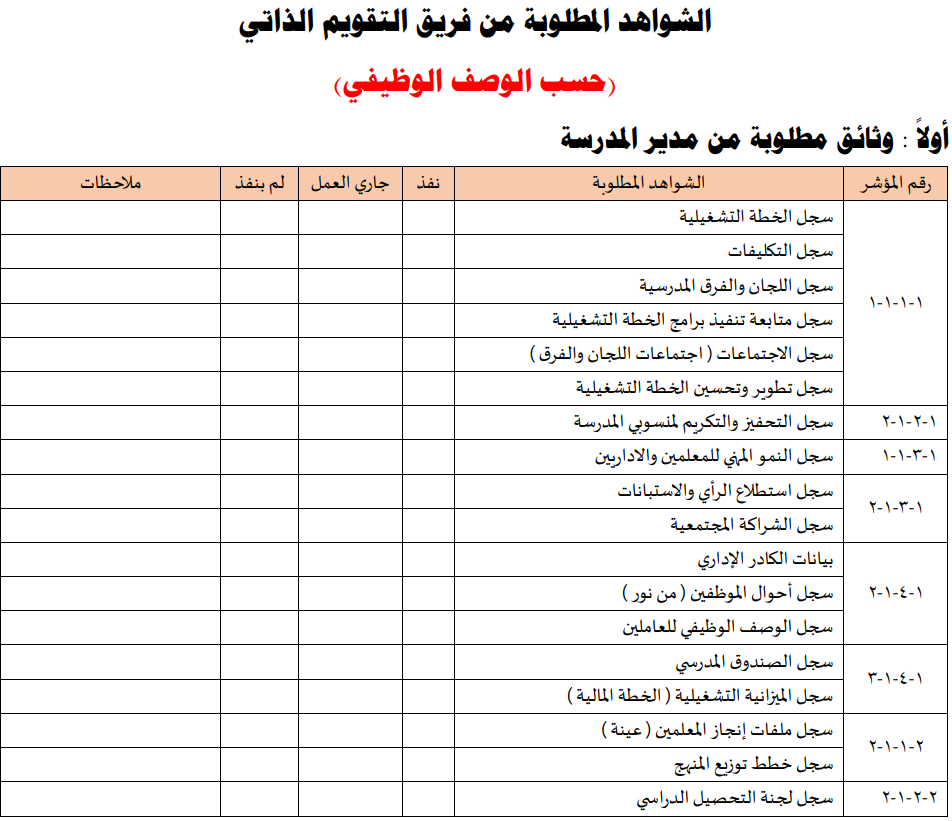 الشواهد المطلوبة من فريق التقويم الذاتي
(حسب الوصف الوظيفي)
أولاً : وثائق مطلوبة من مدير المدرسة
رقم المؤشر الشواهد المطلوبة نفذ جاري العمل لم ينفذ ملاحظات
١-١-١-١ سجل الخطة التشغيلية
سجل التكليفات
سجل اللجان والفرق المدرسية
سجل متابعة تنفيذ برامج الخطة التشغيلية
سجل الاجتماعات ( اجتماعات اللجان والفرق )
سجل تطوير وتحسين الخطة التشغيلية
١-٢-١-٢ سجل التحفيز والتكريم لمنسوبي المدرسة
١-٣-١-١ سجل النمو المهني للمعلمين والاداريين
١-٣-١-٢ سجل استطلاع الرأي والاستبانات
سجل الشراكة المجتمعية
١-٤-١-٢ بيانات الكادر الإداري
سجل أحوال الموظفين ( من نور )
سجل الوصف الوظيفي للعاملين
١-٤-١-٣ سجل الصندوق المدرسي
سجل الميزانية التشغيلية ( الخطة المالية )
٢-١-١-٢ سجل ملفات إنجاز المعلمين ( عينة )
سجل خطط توزيع المنهج
٢-٢-١-٢ سجل لجنة التحصيل الدراسي